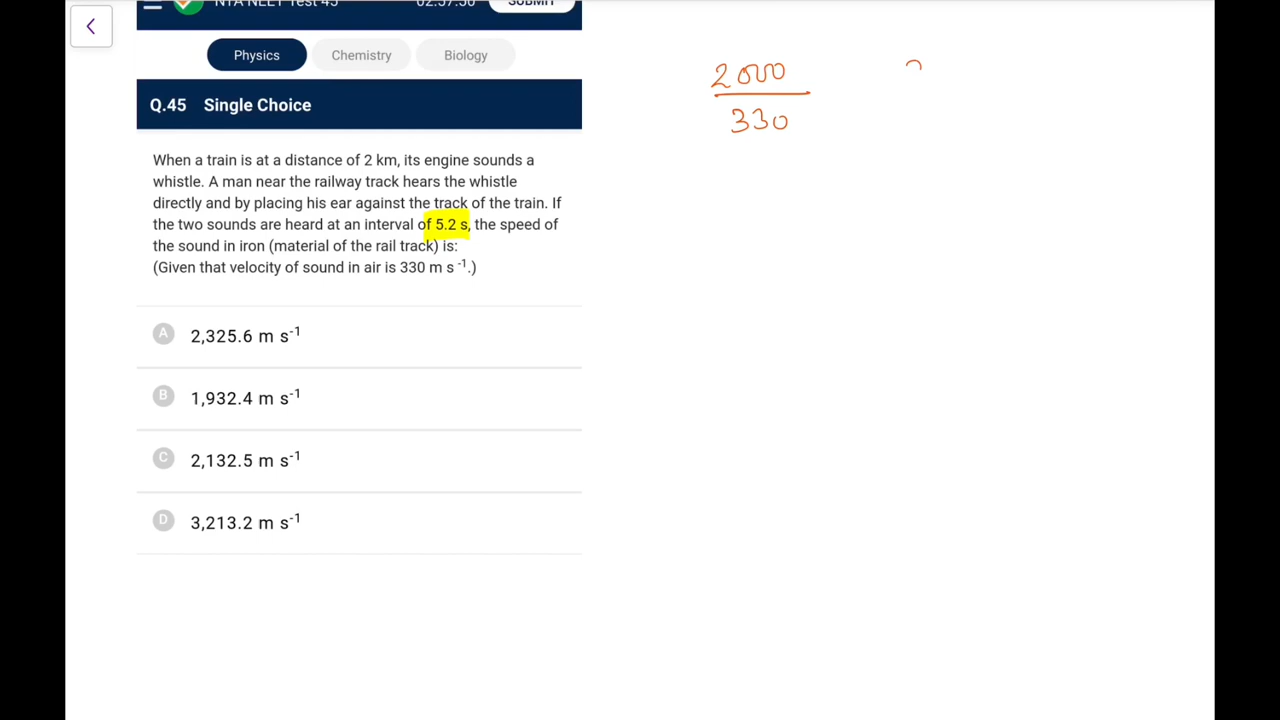 NTA NEET Test 45 02:57:50 SUBMIT
Physics Chemistry Biology
Q.45 Single Choice
When a train is at a distance of 2 km, its engine sounds a
whistle. A man near the railway track hears the whistle
directly and by placing his ear against the track of the train. If
the two sounds are heard at an interval of 5.2 s, the speed of
the sound in iron (material of the rail track) is:
(Given that velocity of sound in air is 330 m s ⁻¹.)
A 2,325.6 m s⁻¹
B 1,932.4 m s⁻¹
C 2,132.5 m s⁻¹
D 3,213.2 m s⁻¹
2000
330